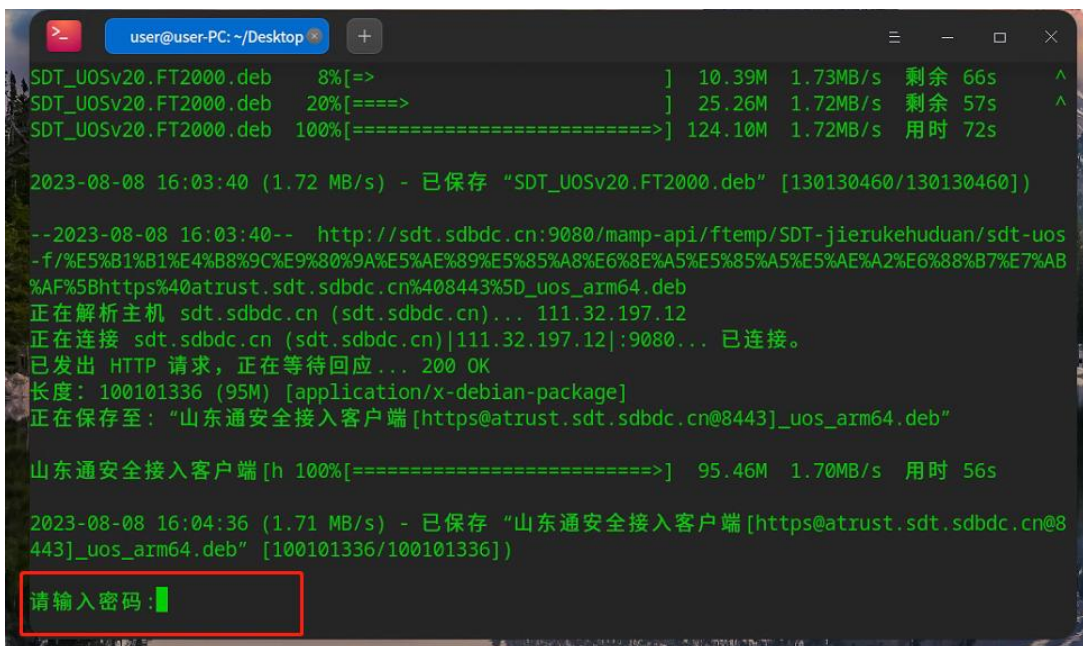 user@user-PC: ~/Desktop
SDT_UOSv20.FT2000.deb 8%[=> ] 10.39M 1.73MB/s 剩余 66s ^
SDT_UOSv20.FT2000.deb 20%[====> ] 25.26M 1.72MB/s 剩余 57s ^
SDT_UOSv20.FT2000.deb 100%[==========================>] 124.10M 1.72MB/s 用时 72s
2023-08-08 16:03:40 (1.72 MB/s) - 已保存 “SDT_UOSv20.FT2000.deb” [130130460/130130460])
--2023-08-08 16:03:40-- http://sdt.sdbdc.cn:9080/mamp-api/ftemp/SDT-jierukehuduan/sdt-uos
-f/%E5%B1%B1%E4%B8%9C%E9%80%9A%E5%AE%89%E5%85%A8%E6%8E%A5%E5%85%A5%E5%AE%A2%E6%88%B7%E7%AB
%AF%5Bhttps%40atrust.sdt.sdbdc.cn%408443%5D_uos_arm64.deb
正在解析主机 sdt.sdbdc.cn (sdt.sdbdc.cn)... 111.32.197.12
正在连接 sdt.sdbdc.cn (sdt.sdbdc.cn)|111.32.197.12|:9080... 已连接。
已发出 HTTP 请求，正在等待回应... 200 OK
长度：100101336 (95M) [application/x-debian-package]
正在保存至: “山东通安全接入客户端[https@atrust.sdt.sdbdc.cn@8443]_uos_arm64.deb”
山东通安全接入客户端[h 100%[==========================>] 95.46M 1.70MB/s 用时 56s
2023-08-08 16:04:36 (1.71 MB/s) - 已保存 “山东通安全接入客户端[https@atrust.sdt.sdbdc.cn@8
443]_uos_arm64.deb” [100101336/100101336])
请输入密码: